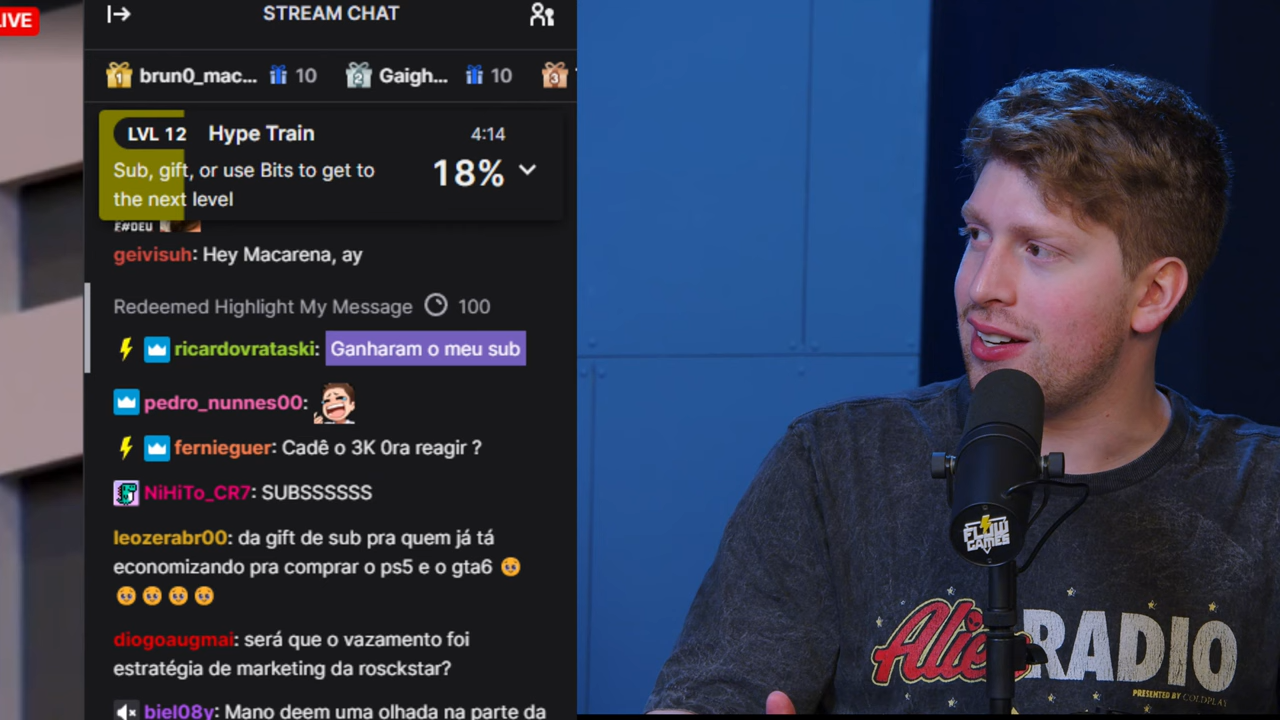 LIVE
STREAM CHAT
1 brun0_mac... 10 2 Gaigh... 10 3
LVL 12 Hype Train 4:14
Sub, gift, or use Bits to get to
the next level
18%
geivisuh: Hey Macarena, ay
Redeemed Highlight My Message 100
ricardovrataski: Ganharam o meu sub
pedro_nunnes00:
fernieguer: Cadê o 3K 0ra reagir ?
NiHiTo_CR7: SUBSSSSSS
leozerabr00: da gift de sub pra quem já tá
economizando pra comprar o ps5 e o gta6
diogoaugmai: será que o vazamento foi
estratégia de marketing da rosckstar?
biel08y: Mano deem uma olhada na parte da
FLOW
GAMES
Alien RADIO
PRESENTED BY COLDPLAY